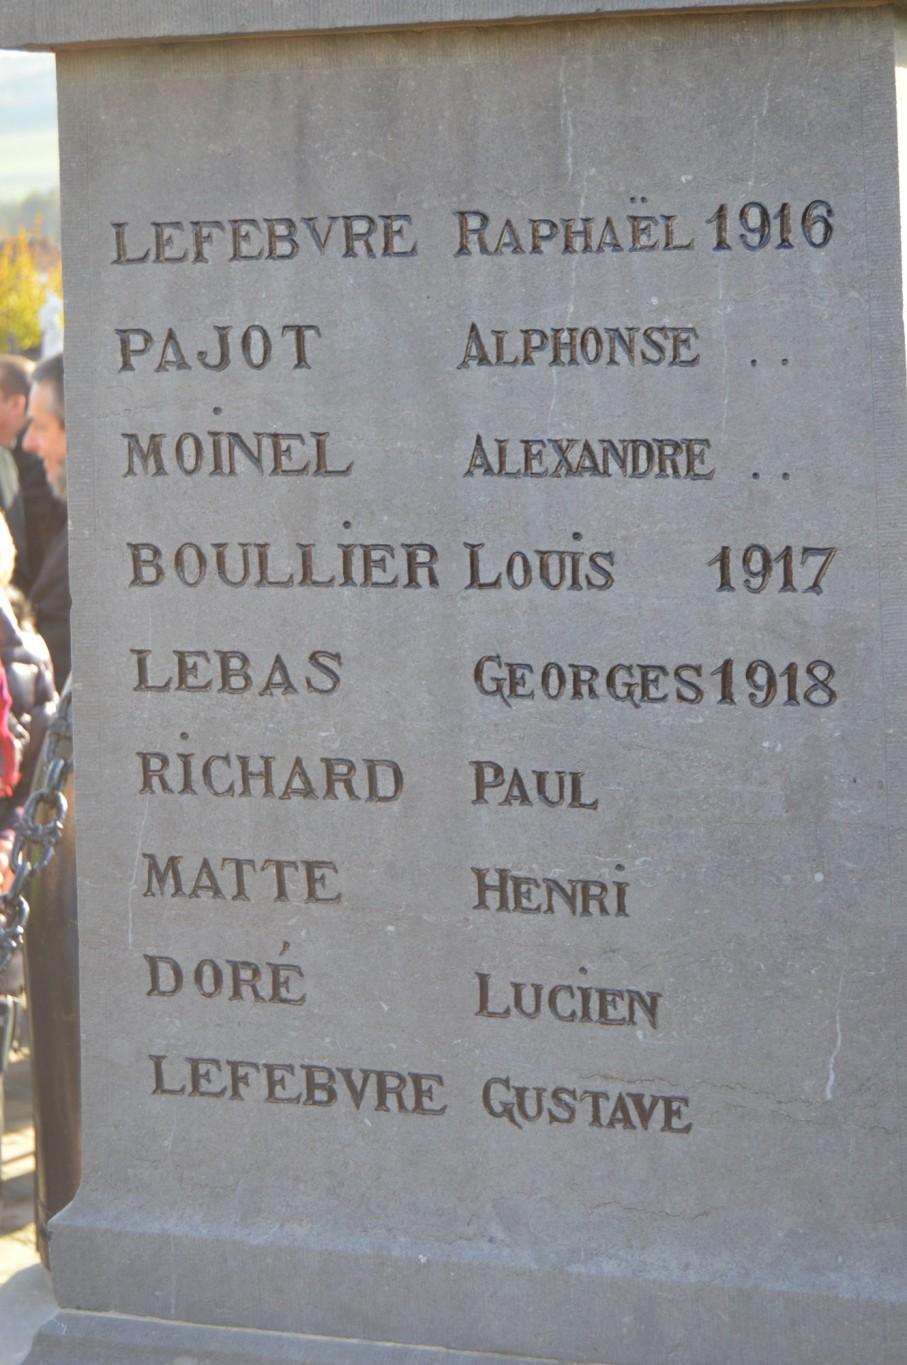 LEFEBVRE RAPHAËL 1916
PAJOT ALPHONSE ..
MOINEL ALEXANDRE ..
BOULLIER LOUIS 1917
LEBAS GEORGES 1918
RICHARD PAUL
MATTE HENRI
DORÉ LUCIEN
LEFEBVRE GUSTAVE